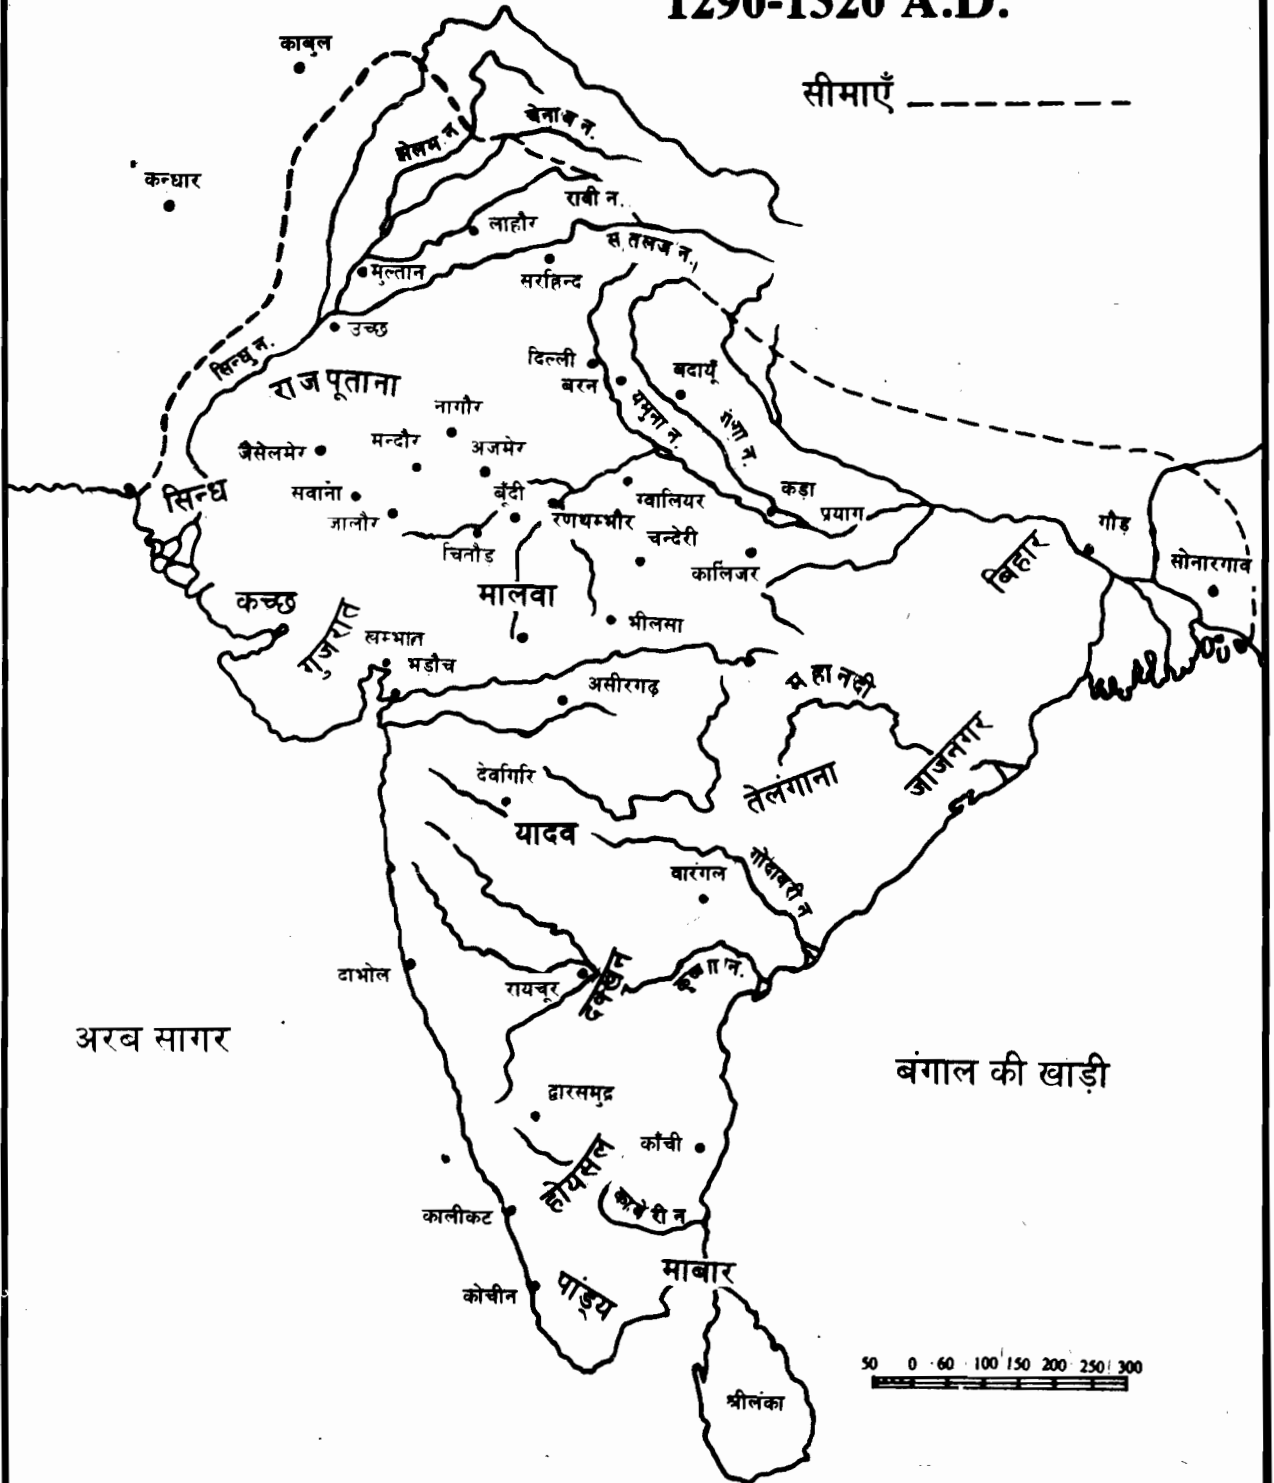 1290-1320 A.D.
काबुल
सीमाएँ
चेनाब न.
झेलम न
कन्धार
रावी न.
लाहौर
सतलज न.
मुल्तान
सरहिन्द
उच्छ
सिन्धु न.
दिल्ली
बदायूँ
राजपूताना
बरन
यमुना न.
गंगा न.
नागौर
मन्दौर
अजमेर
जैसेलमेर
सिन्ध
सवाना
बूँदी
ग्वालियर
कड़ा
जालौर
रणथम्भौर
प्रयाग
गौड़
चन्देरी
चितौड़
कालिंजर
बिहार
सोनारगाव
कच्छ
मालवा
गुजरात
खम्भात
भीलसा
भड़ौच
असीरगढ़
महानदी
जाजनगर
देवगिरि
तेलंगाना
यादव
वारंगल
गोदावरी न
दाभोल
रायचूर
दक्खन
कृष्णा न.
अरब सागर
बंगाल की खाड़ी
द्वारसमुद्र
काँची
होयसल
कावेरी न
कालीकट
माबार
कोचीन
पांड्य
50 0 60 100 150 200 250 300
श्रीलंका